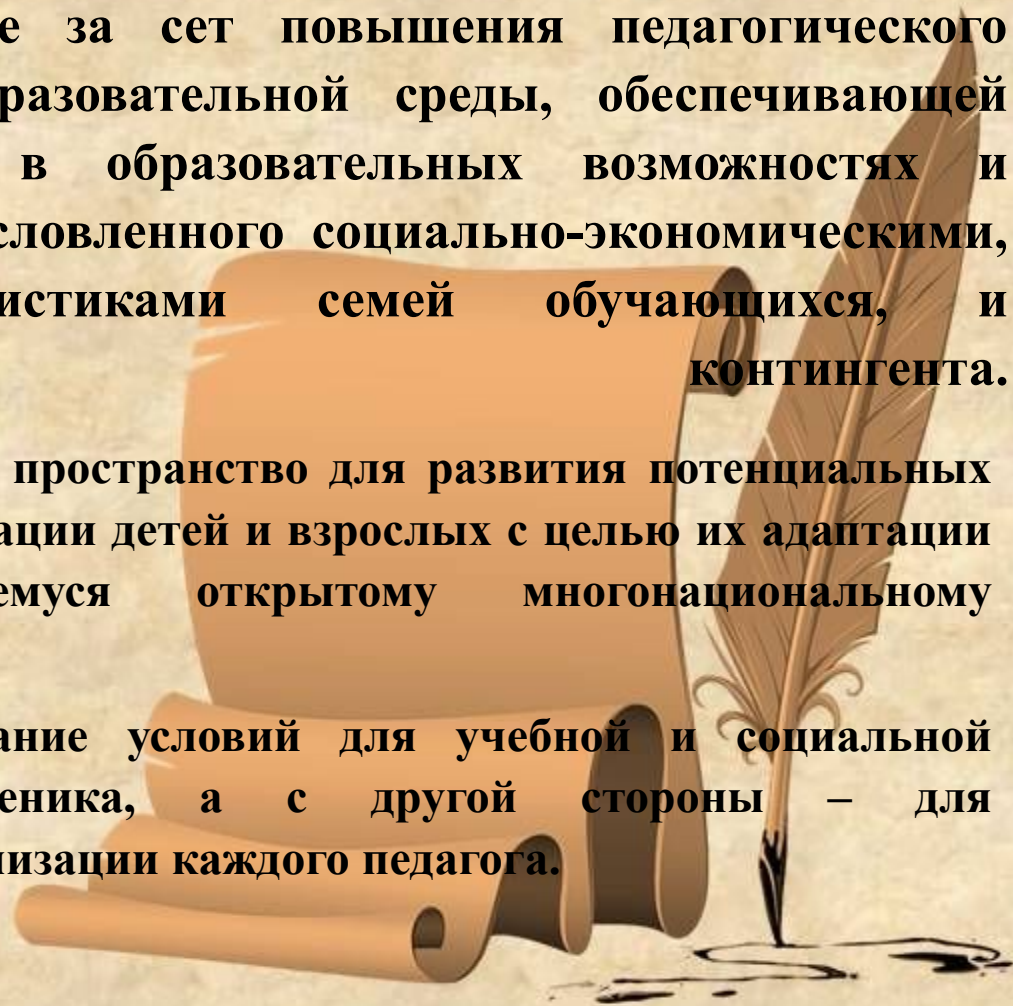 е за сет повышения педагогического
разовательной среды, обеспечивающей
в образовательных возможностях и
словленного социально-экономическими,
истиками семей обучающихся, и
контингента.
пространство для развития потенциальных
ации детей и взрослых с целью их адаптации
емуся открытому многонациональному
ание условий для учебной и социальной
еника, а с другой стороны – для
изации каждого педагога.